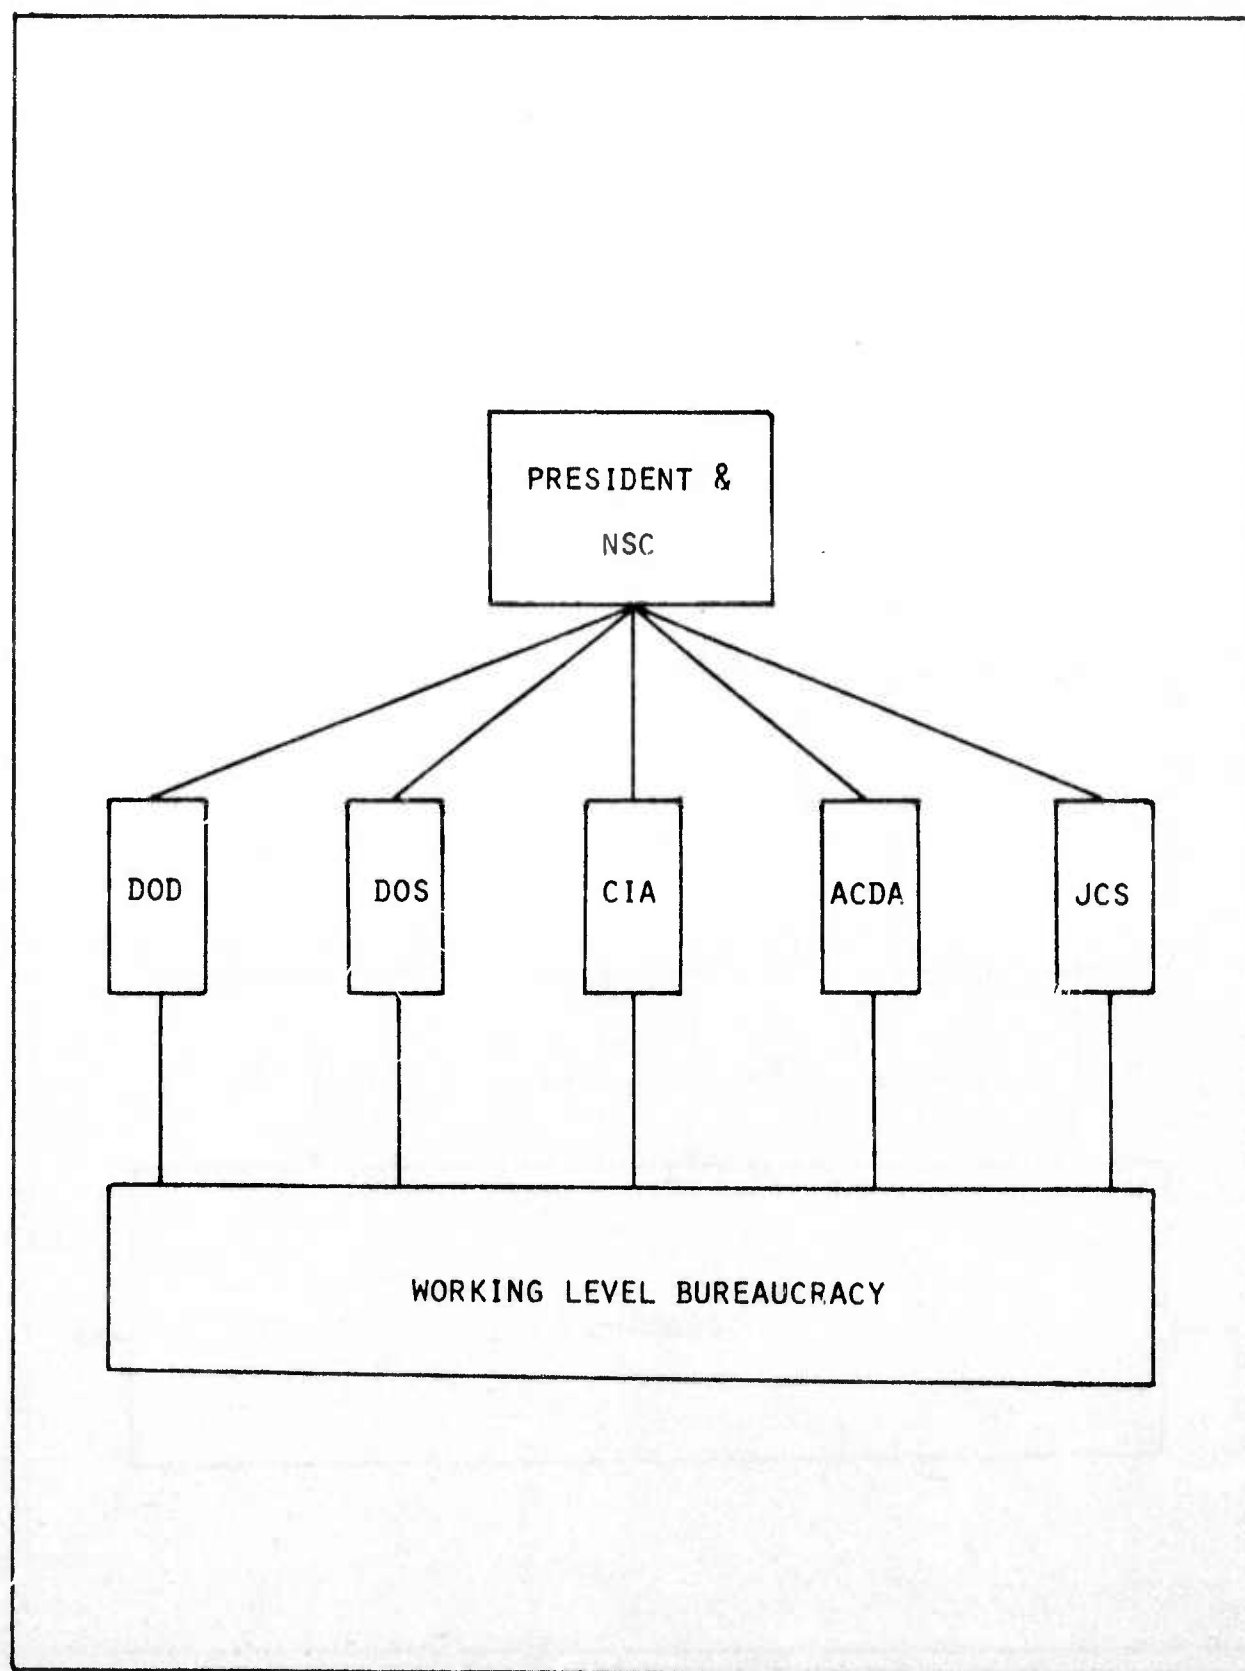 PRESIDENT &
NSC
DOD
DOS
CIA
ACDA
JCS
WORKING LEVEL BUREAUCRACY